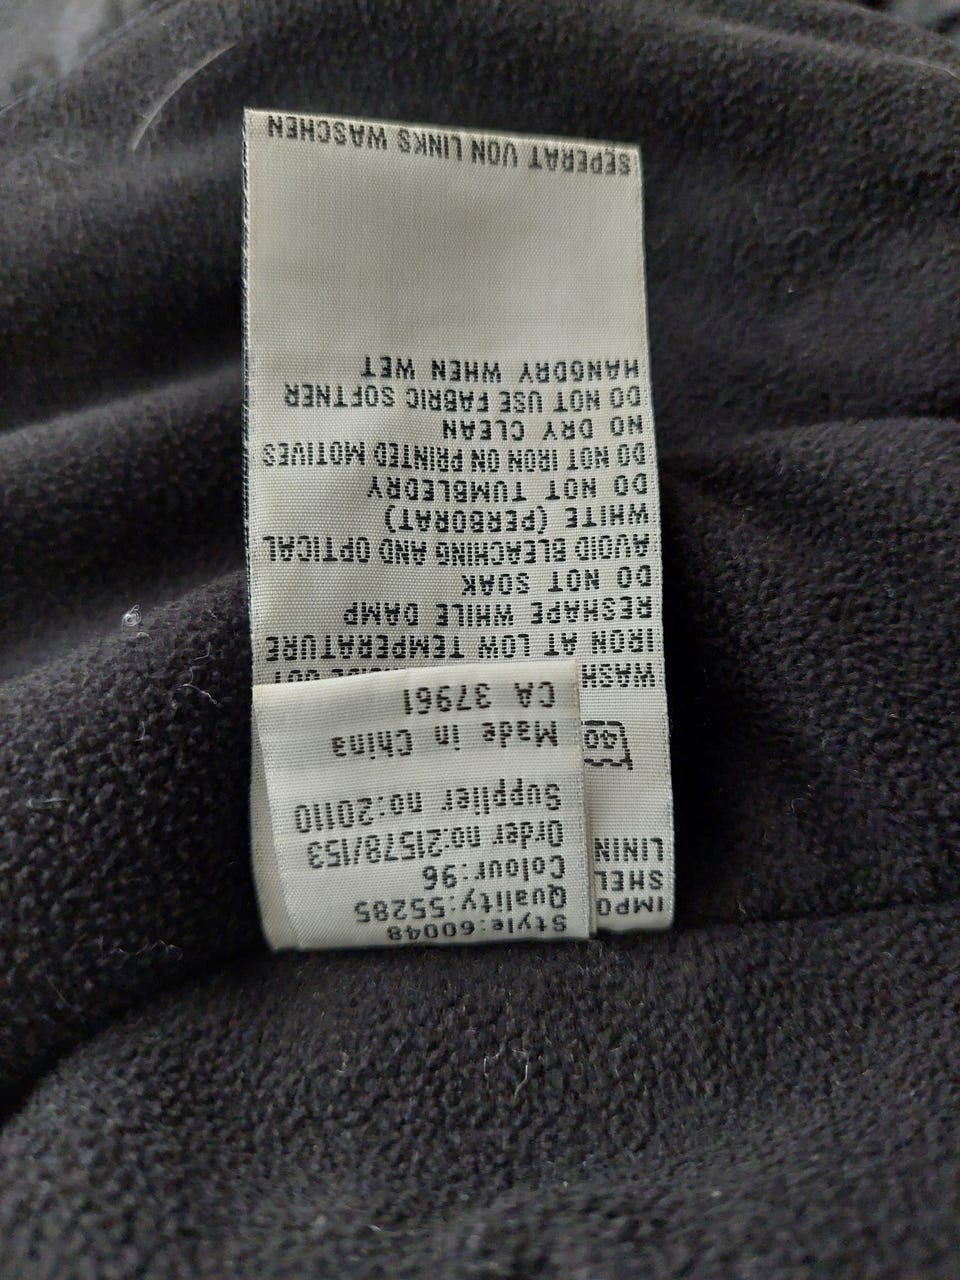 Style:60048
Quality:55285
Colour:96
Order no:21578/153
Supplier no:20110
Made in China
CA 37961
40
WASH OUT
IRON AT LOW TEMPERATURE
RESHAPE WHILE DAMP
DO NOT SOAK
AVOID BLEACHING AND OPTICAL
WHITE (PERBORAT)
DO NOT TUMBLEDRY
DO NOT IRON ON PRINTED MOTIVES
NO DRY CLEAN
DO NOT USE FABRIC SOFTNER
HANGDRY WHEN WET
SEPERAT VON LINKS WASCHEN